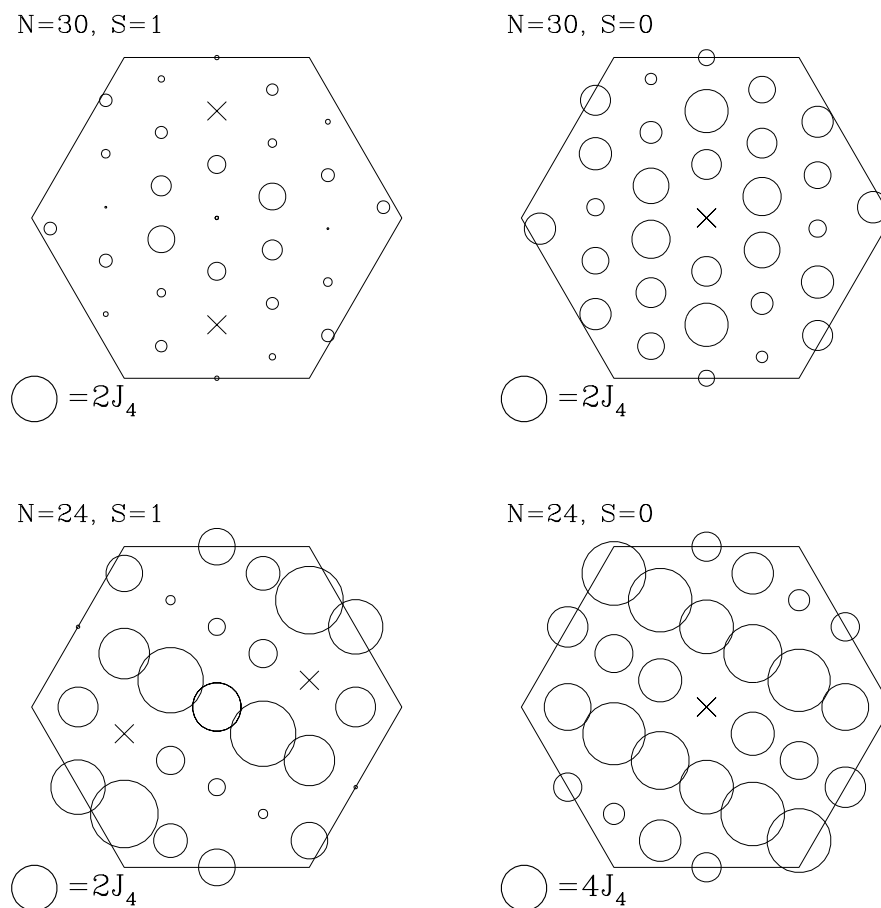 N=30, S=1
N=30, S=0
=2J₄
=2J₄
N=24, S=1
N=24, S=0
=2J₄
=4J₄